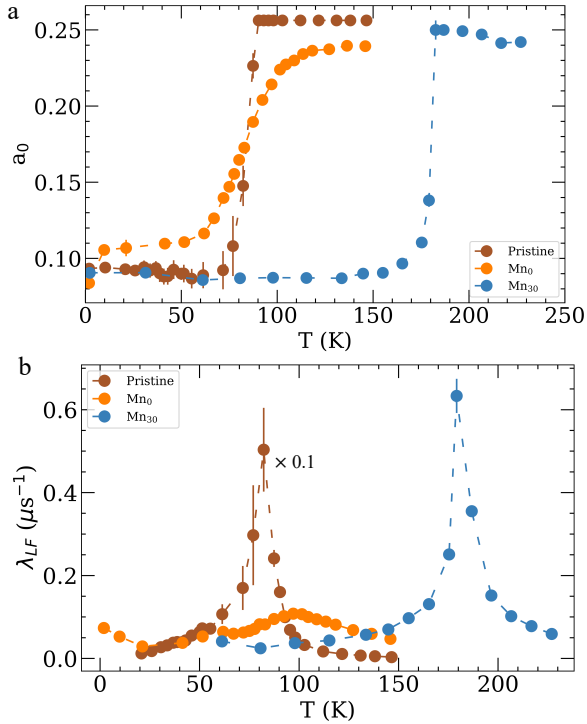 a
0.25
0.20
0.15
0.10
a₀
0
50
100
150
200
250
T (K)
Pristine
Mn₀
Mn₃₀
b
Pristine
Mn₀
Mn₃₀
× 0.1
0.6
0.4
0.2
0.0
λ_LF (μs⁻¹)
0
50
100
150
200
T (K)